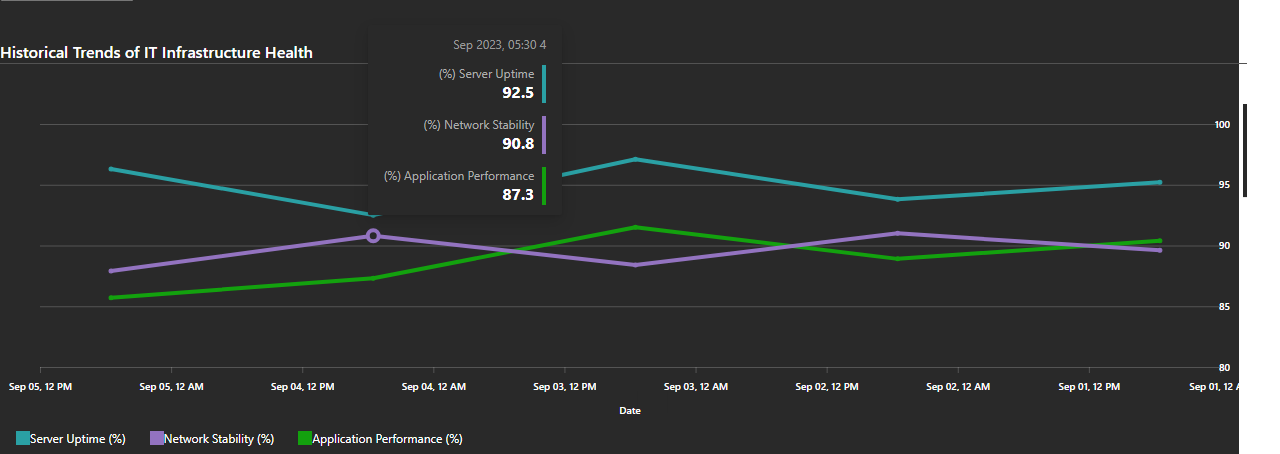 Sep 2023, 05:30 4
Historical Trends of IT Infrastructure Health
(%) Server Uptime
92.5
(%) Network Stability
90.8
(%) Application Performance
87.3
100
95
90
85
80
Sep 05, 12 PM
Sep 05, 12 AM
Sep 04, 12 PM
Sep 04, 12 AM
Sep 03, 12 PM
Sep 03, 12 AM
Sep 02, 12 PM
Sep 02, 12 AM
Sep 01, 12 PM
Sep 01, 12
Date
Server Uptime (%)
Network Stability (%)
Application Performance (%)